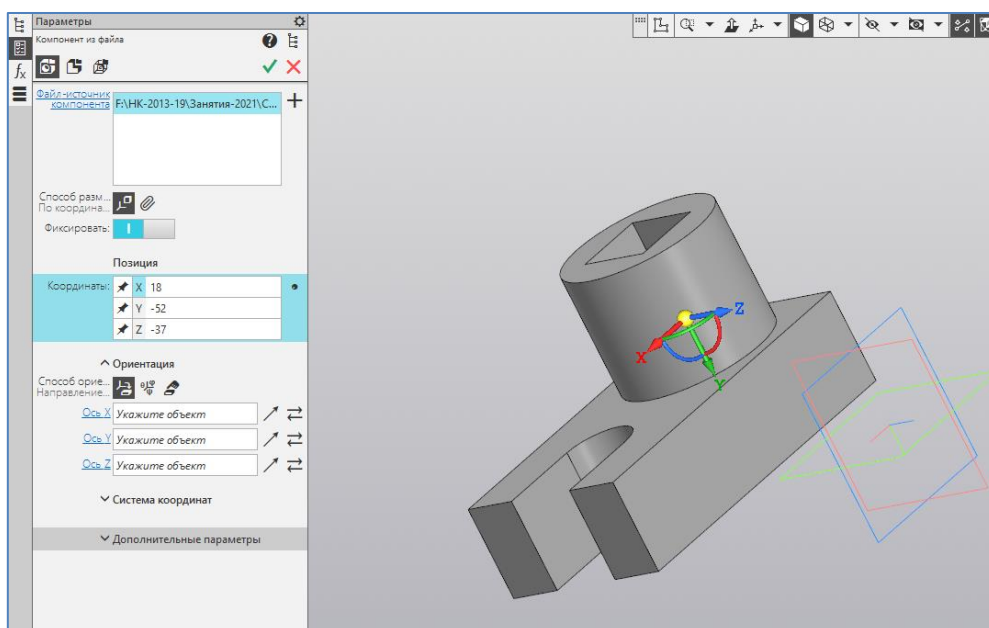 Параметры
Компонент из файла
?
fx
Файл-источник компонента F:\НК-2013-19\Занятия-2021\С...
Способ разм...
По координа...
Фиксировать:
Позиция
Координаты: X 18
Y -52
Z -37
Ориентация
Способ орие...
Направление...
Ось X Укажите объект
Ось Y Укажите объект
Ось Z Укажите объект
Система координат
Дополнительные параметры
Z
X
Y